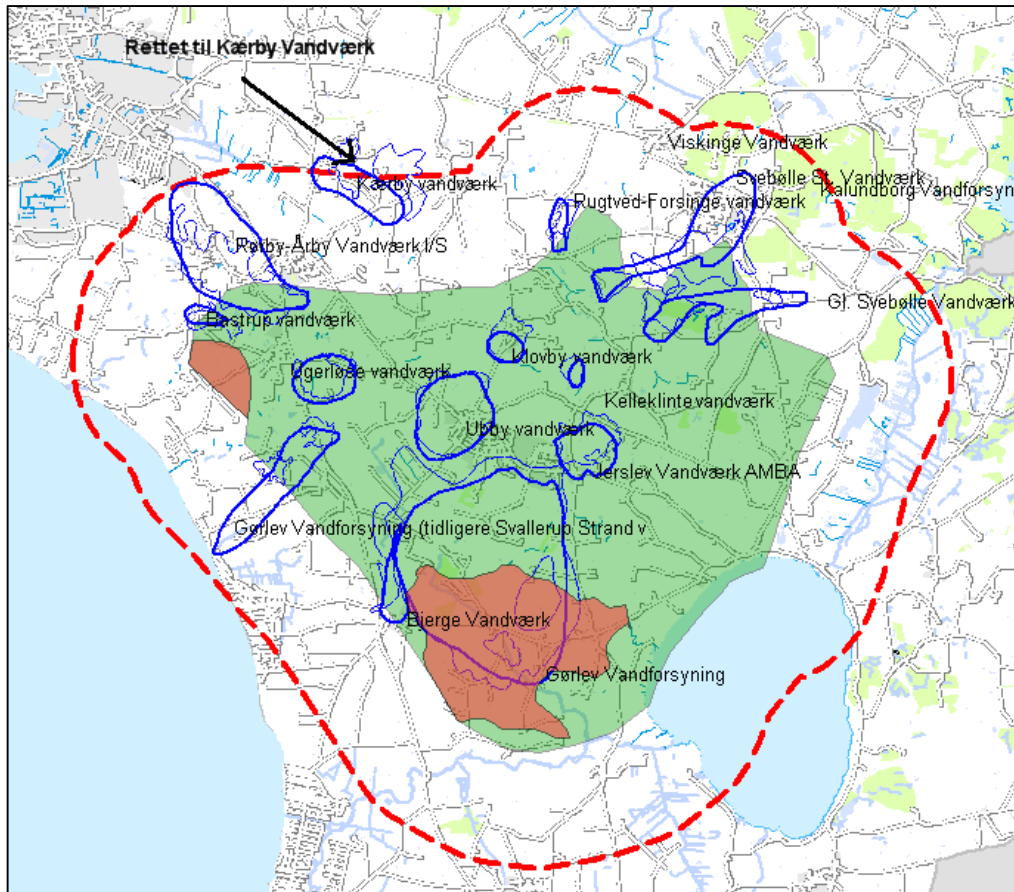 Rettet til Kærby Vandværk
Viskinge Vandværk
Svebølle St. Vandværk
Kærby vandværk
Kalundborg Vandforsyn
Rugtved-Forsinge vandværk
Rørby-Årby Vandværk I/S
Gl. Svebølle Vandværk
Bastrup vandværk
Klovby vandværk
Ugerløse vandværk
Kelleklinte vandværk
Ubby vandværk
Jerslev Vandværk AMBA
Gørlev Vandforsyning (tidligere Svallerup Strand v
Bjerge Vandværk
Gørlev Vandforsyning